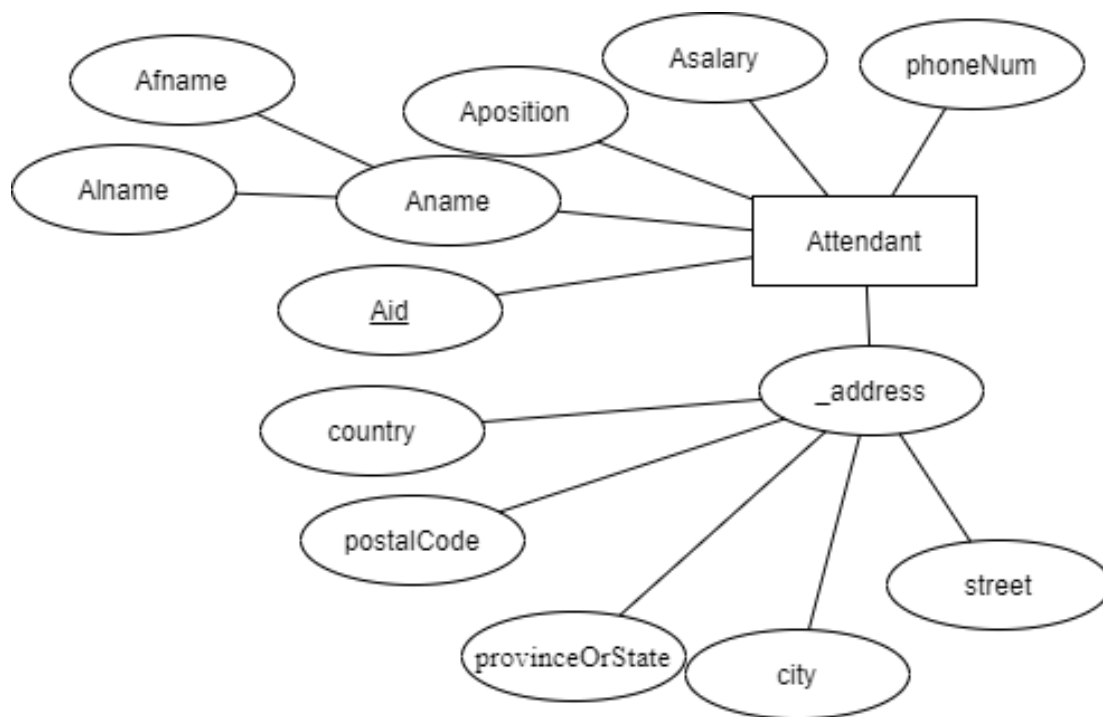 Asalary
phoneNum
Afname
Aposition
Alname
Aname
Attendant
Aid
_address
country
postalCode
street
provinceOrState
city